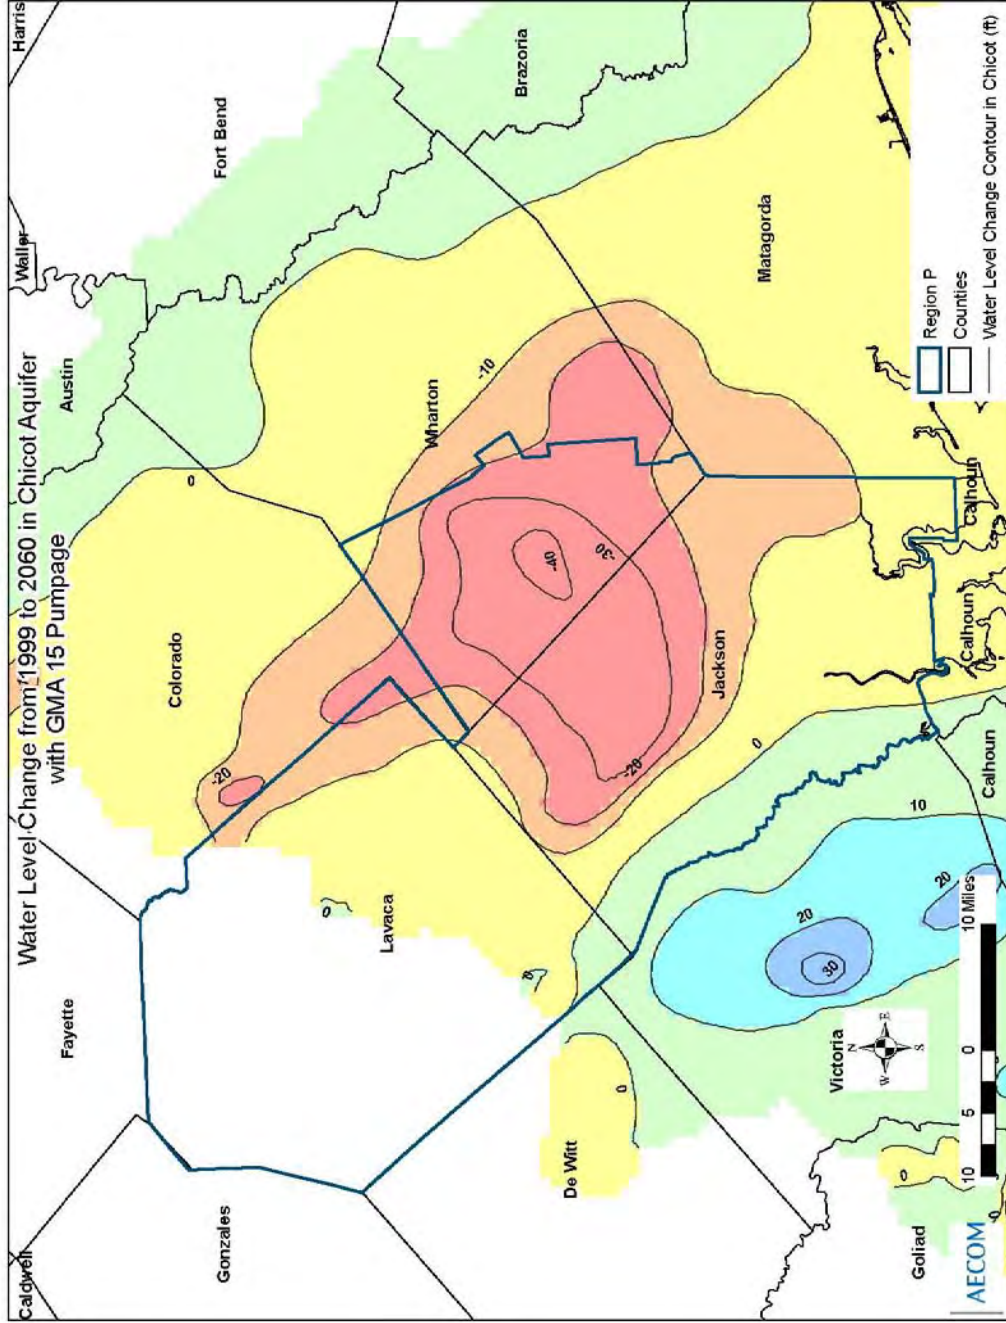 Water Level Change from 1999 to 2060 in Chicot Aquifer
with GMA 15 Pumpage
Caldwell
Fayette
Austin
Waller
Harris
Gonzales
Colorado
Fort Bend
0
-20
Lavaca
0
Wharton
-10
Brazoria
-40
-30
De Witt
0
0
Jackson
-20
Matagorda
Victoria
10
20
30
20
Calhoun
Calhoun
Calhoun
Goliad
0
0
N
W
E
S
10
5
0
10 Miles
AECOM
Region P
Counties
Water Level Change Contour in Chicot (ft)